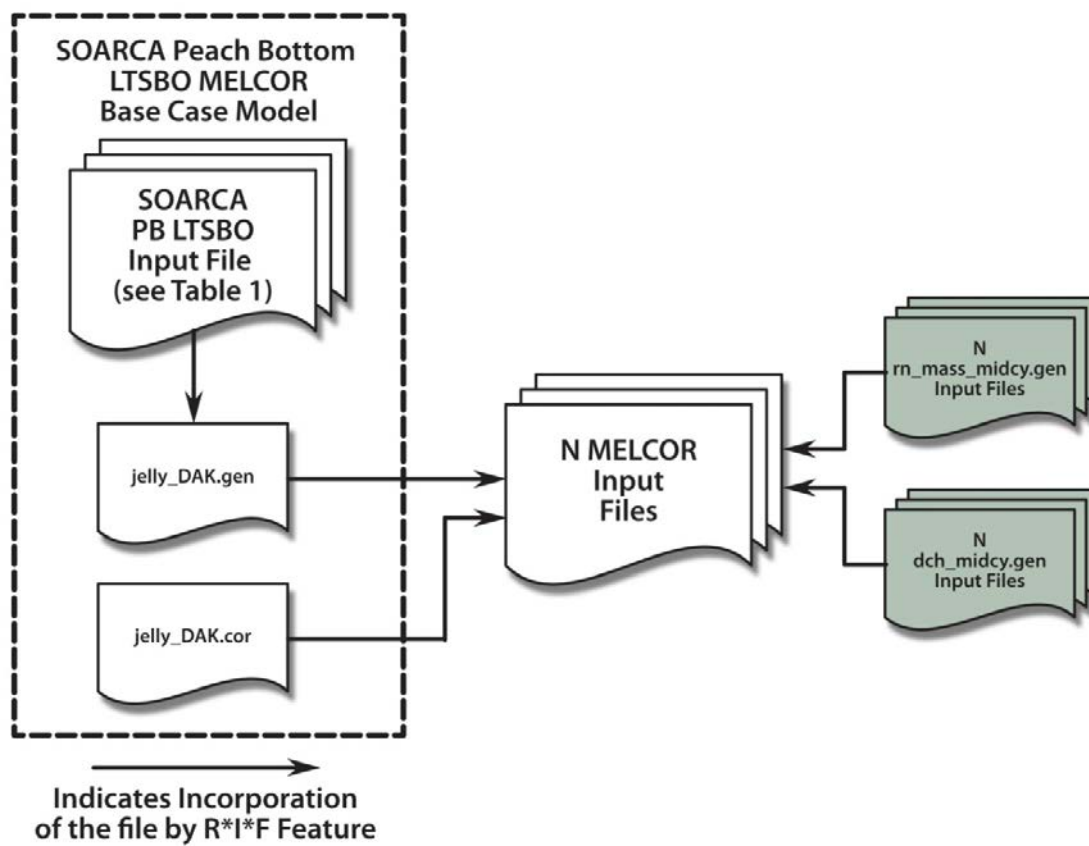 SOARCA Peach Bottom
LTSBO MELCOR
Base Case Model
SOARCA
PB LTSBO
Input File
(see Table 1)
jelly_DAK.gen
jelly_DAK.cor
N MELCOR
Input
Files
N
rn_mass_midcy.gen
Input Files
N
dch_midcy.gen
Input Files
Indicates Incorporation
of the file by R*I*F Feature